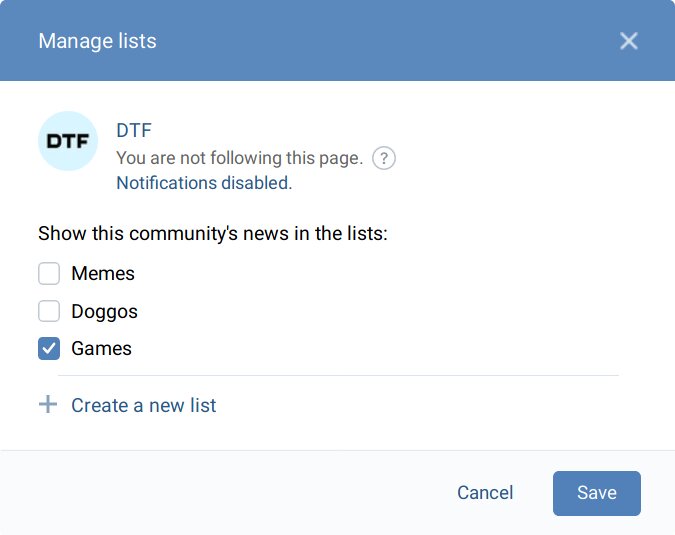 Manage lists
DTF
DTF
You are not following this page. ?
Notifications disabled.
Show this community's news in the lists:
Memes
Doggos
Games
Create a new list
Cancel Save